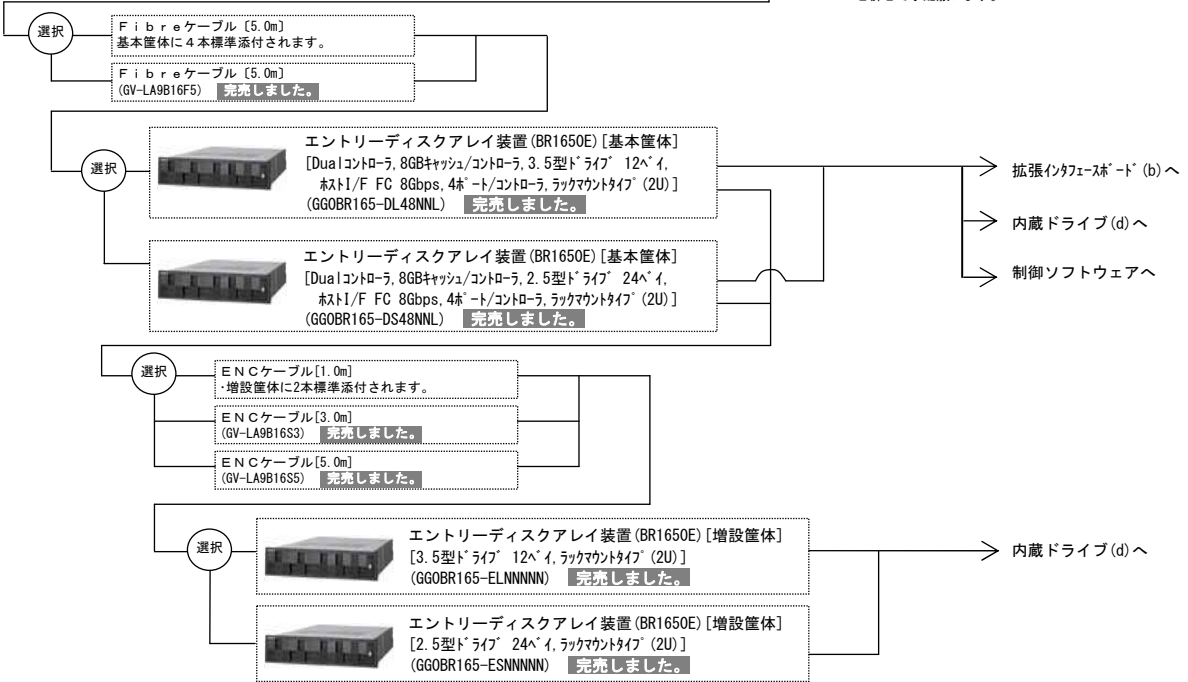 選択
Ｆｉｂｒｅケーブル〔5.0m〕
基本筐体に４本標準添付されます。
Ｆｉｂｒｅケーブル〔5.0m〕
(GV-LA9B16F5) 完売しました。
選択
エントリーディスクアレイ装置(BR1650E)[基本筐体]
[Dualｺﾝﾄﾛｰﾗ,8GBｷｬｯｼｭ/ｺﾝﾄﾛｰﾗ,3.5型ﾄﾞﾗｲﾌﾞ 12ﾍﾞｲ,
ﾎｽﾄI/F FC 8Gbps,4ﾎﾟｰﾄ/ｺﾝﾄﾛｰﾗ,ﾗｯｸﾏｳﾝﾄﾀｲﾌﾟ(2U)]
(GGOBR165-DL48NNL) 完売しました。
エントリーディスクアレイ装置(BR1650E)[基本筐体]
[Dualｺﾝﾄﾛｰﾗ,8GBｷｬｯｼｭ/ｺﾝﾄﾛｰﾗ,2.5型ﾄﾞﾗｲﾌﾞ 24ﾍﾞｲ,
ﾎｽﾄI/F FC 8Gbps,4ﾎﾟｰﾄ/ｺﾝﾄﾛｰﾗ,ﾗｯｸﾏｳﾝﾄﾀｲﾌﾟ(2U)]
(GGOBR165-DS48NNL) 完売しました。
拡張ｲﾝﾀﾌｪｰｽﾎﾞｰﾄﾞ(b)へ
内蔵ドライブ(d)へ
制御ソフトウェアへ
選択
ＥＮＣケーブル[1.0m]
・増設筐体に2本標準添付されます。
ＥＮＣケーブル[3.0m]
(GV-LA9B16S3) 完売しました。
ＥＮＣケーブル[5.0m]
(GV-LA9B16S5) 完売しました。
選択
エントリーディスクアレイ装置(BR1650E)[増設筐体]
[3.5型ﾄﾞﾗｲﾌﾞ 12ﾍﾞｲ,ﾗｯｸﾏｳﾝﾄﾀｲﾌﾟ(2U)]
(GGOBR165-ELNNNNN) 完売しました。
エントリーディスクアレイ装置(BR1650E)[増設筐体]
[2.5型ﾄﾞﾗｲﾌﾞ 24ﾍﾞｲ,ﾗｯｸﾏｳﾝﾄﾀｲﾌﾟ(2U)]
(GGOBR165-ESNNNNN) 完売しました。
内蔵ドライブ(d)へ